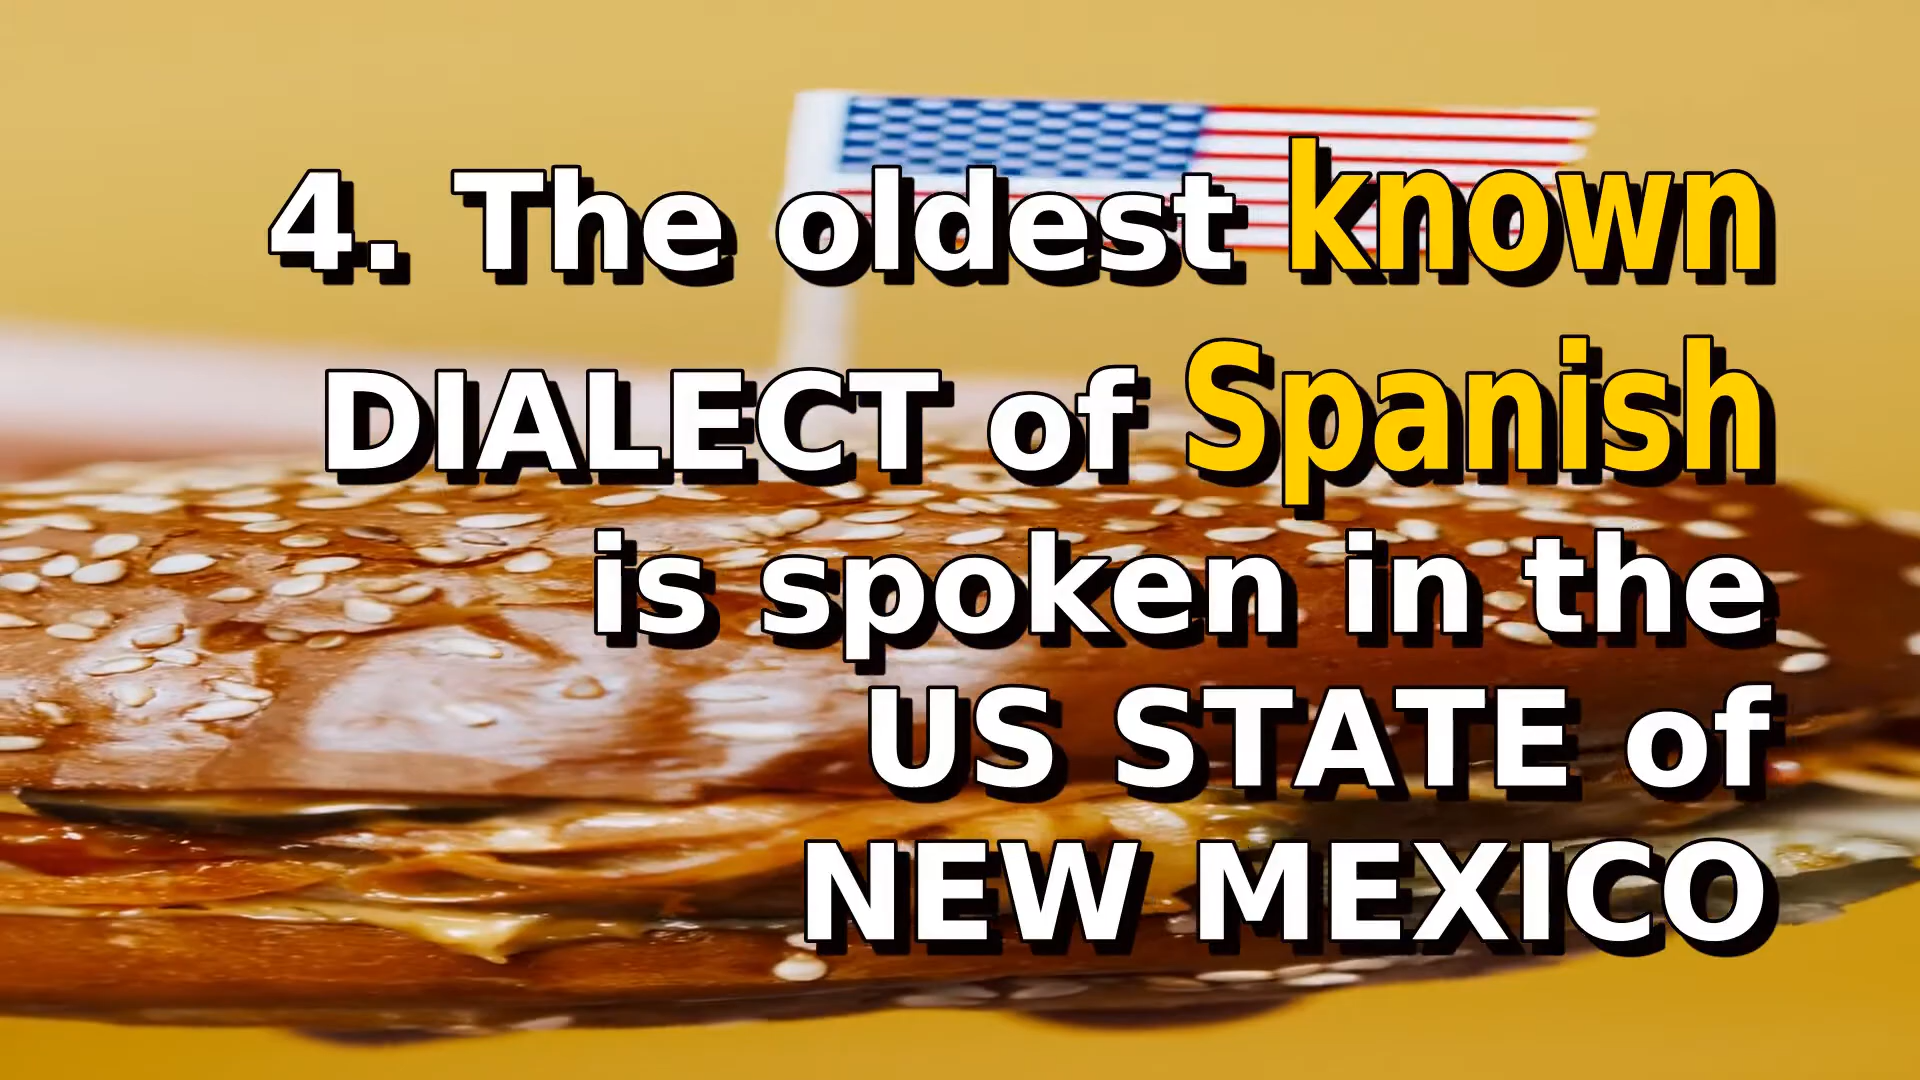 4. The oldest known
DIALECT of Spanish
is spoken in the
US STATE of
NEW MEXICO